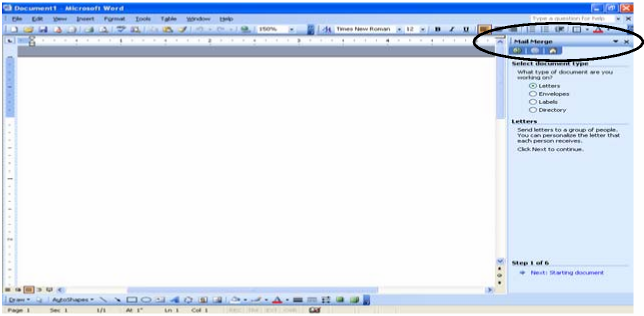 Document1 - Microsoft Word
File Edit View Insert Format Tools Table Window Help
Type a question for help
150%
Times New Roman
12
B I U
Mail Merge
Select document type
What type of document are you
working on?
Letters
Envelopes
Labels
Directory
Letters
Send letters to a group of people.
You can personalize the letter that
each person receives.
Click Next to continue.
Step 1 of 6
Next: Starting document
Draw AutoShapes
Page 1 Sec 1 1/1 At 1" Ln 1 Col 1 REC TRK EXT OVR